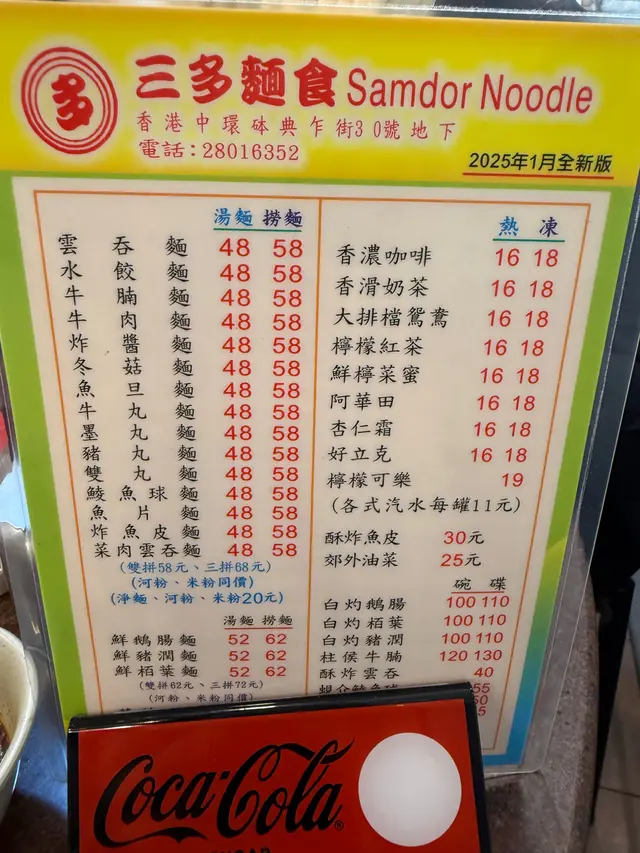 多
三多麵食 Samdor Noodle
香港中環砵典乍街30號地下
電話：28016352
2025年1月全新版
湯麵 撈麵
雲吞麵 48 58
水餃麵 48 58
牛腩麵 48 58
牛肉麵 48 58
炸醬麵 48 58
冬菇麵 48 58
魚旦麵 48 58
牛丸麵 48 58
墨丸麵 48 58
豬丸麵 48 58
雙丸麵 48 58
鯪魚球麵 48 58
魚片麵 48 58
炸魚皮麵 48 58
菜肉雲吞麵 48 58
(雙拼58元、三拼68元)
(河粉、米粉同價)
(淨麵、河粉、米粉20元)
湯麵 撈麵
鮮鵝腸麵 52 62
鮮豬潤麵 52 62
鮮栢葉麵 52 62
(雙拼62元、三拼72元)
(河粉、米粉同價)
熱 凍
香濃咖啡 16 18
香滑奶茶 16 18
大排檔鴛鴦 16 18
檸檬紅茶 16 18
鮮檸菜蜜 16 18
阿華田 16 18
杏仁霜 16 18
好立克 16 18
檸檬可樂 19
(各式汽水每罐11元)
酥炸魚皮 30元
郊外油菜 25元
碗 碟
白灼鵝腸 100 110
白灼栢葉 100 110
白灼豬潤 100 110
柱侯牛腩 120 130
酥炸雲吞 40
Coca-Cola